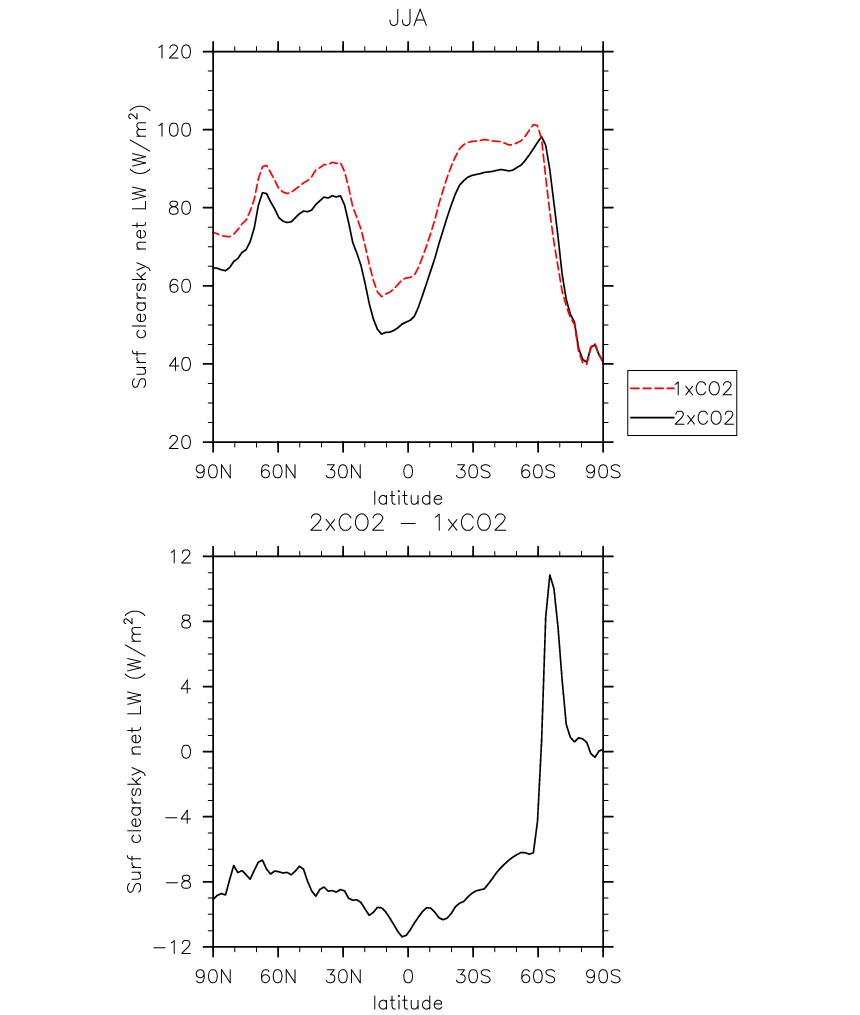 JJA
120
100
80
60
40
20
Surf clearsky net LW (W/m²)
90N 60N 30N 0 30S 60S 90S
latitude
1xCO2
2xCO2
2xCO2 − 1xCO2
12
8
4
0
−4
−8
−12
Surf clearsky net LW (W/m²)
90N 60N 30N 0 30S 60S 90S
latitude